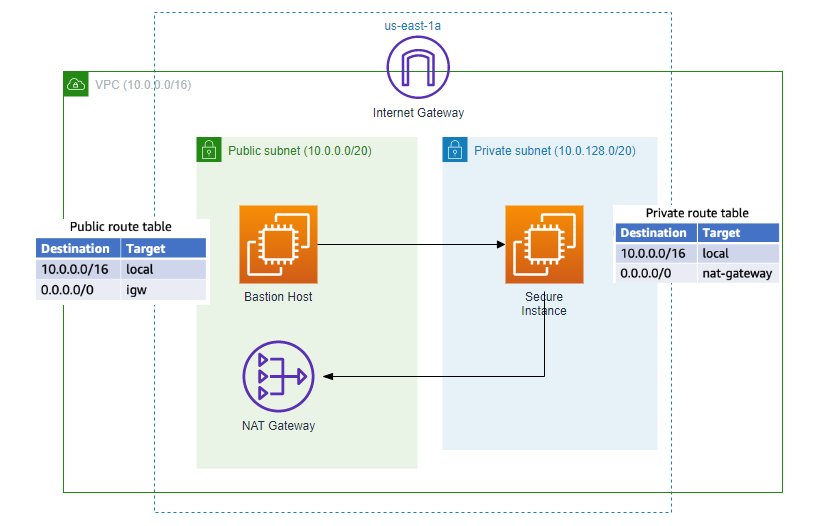 us-east-1a
VPC (10.0.0.0/16)
Internet Gateway
Public subnet (10.0.0.0/20)
Private subnet (10.0.128.0/20)
Public route table
Destination Target
10.0.0.0/16 local
0.0.0.0/0 igw
Bastion Host
Secure
Instance
Private route table
Destination Target
10.0.0.0/16 local
0.0.0.0/0 nat-gateway
NAT Gateway